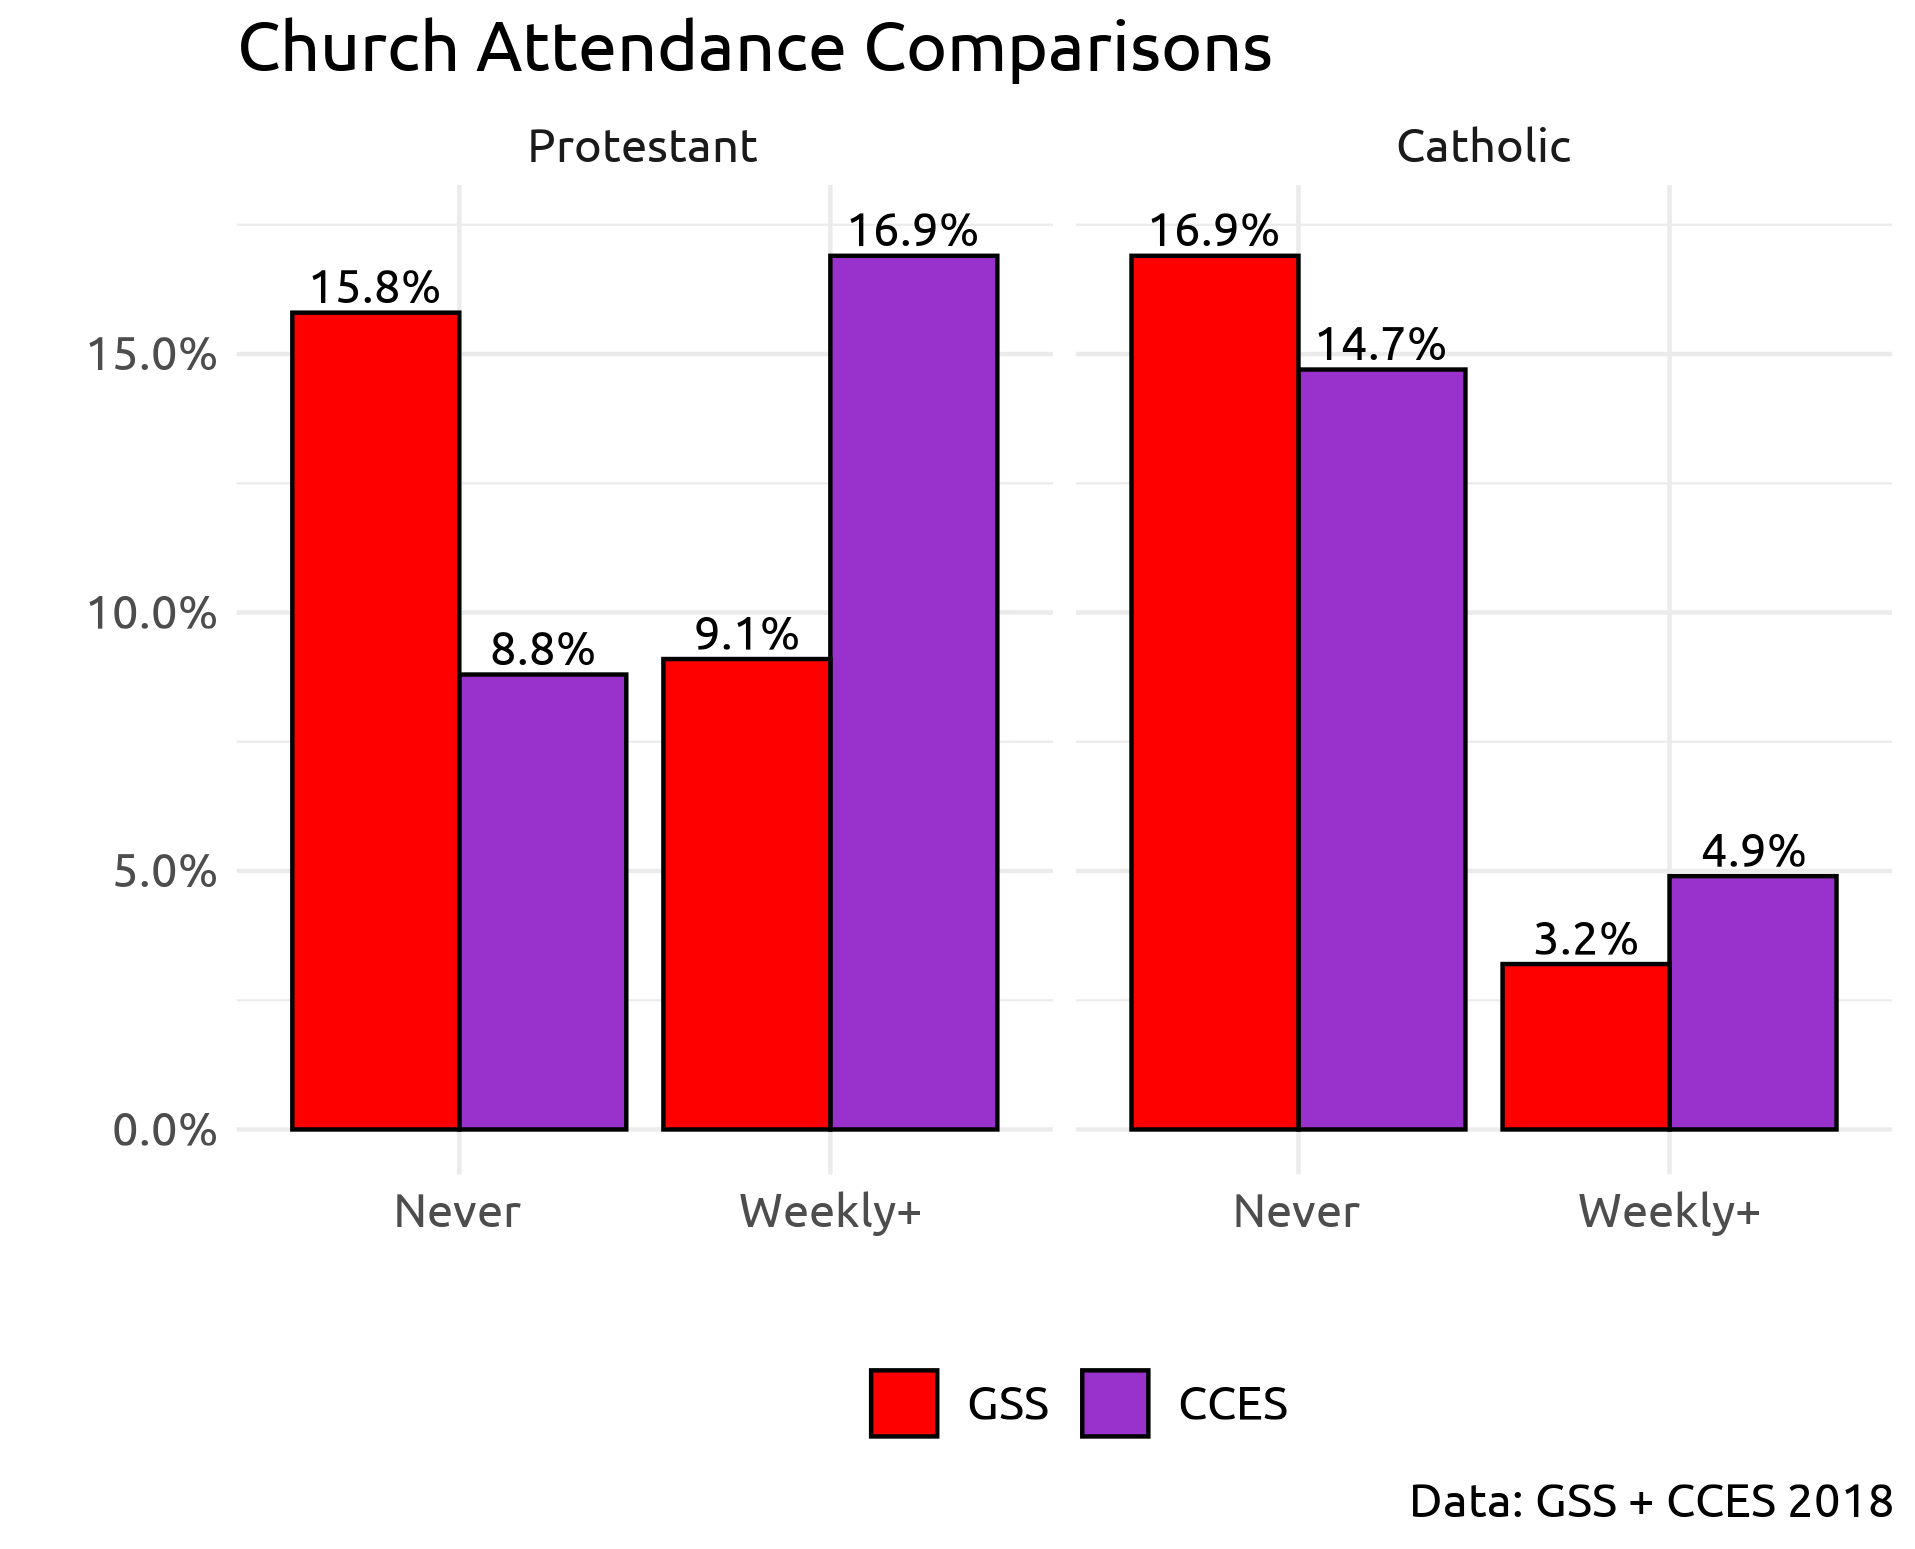 Church Attendance Comparisons
Protestant
Catholic
15.8%
8.8%
9.1%
16.9%
16.9%
14.7%
3.2%
4.9%
15.0%
10.0%
5.0%
0.0%
Never
Weekly+
Never
Weekly+
GSS
CCES
Data: GSS + CCES 2018